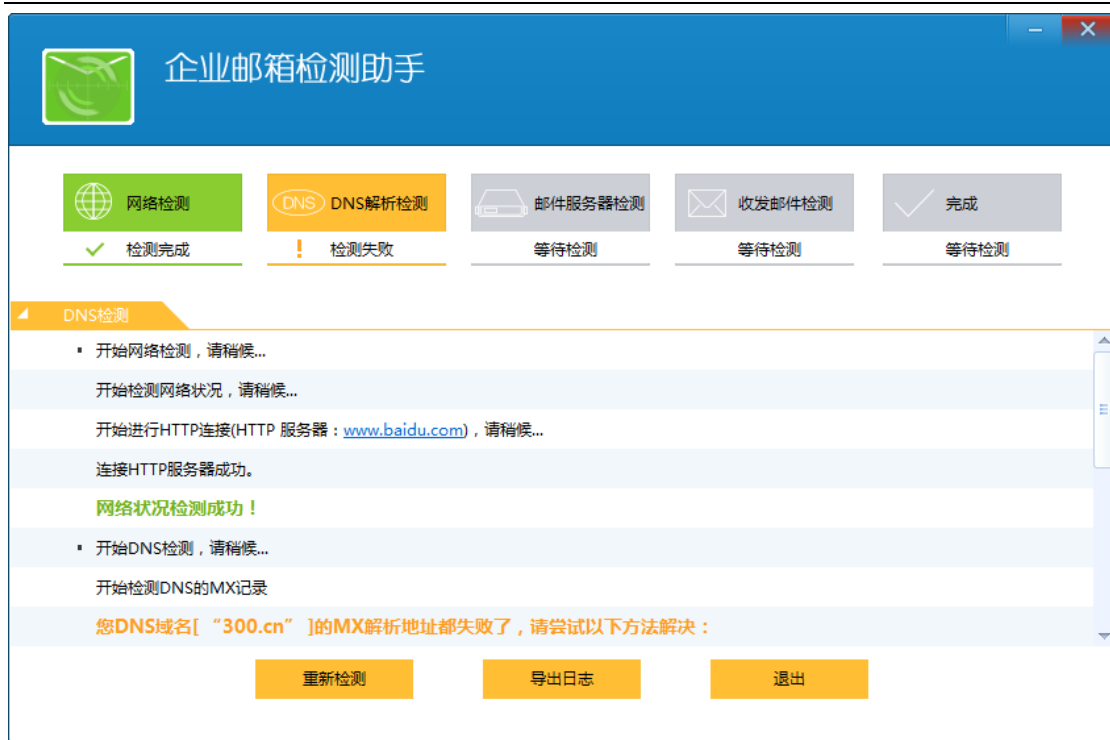 企业邮箱检测助手
网络检测
DNS DNS解析检测
邮件服务器检测
收发邮件检测
完成
检测完成
! 检测失败
等待检测
等待检测
等待检测
DNS检测
▪ 开始网络检测，请稍候...
开始检测网络状况，请稍候...
开始进行HTTP连接(HTTP 服务器：www.baidu.com)，请稍候...
连接HTTP服务器成功。
网络状况检测成功！
▪ 开始DNS检测，请稍候...
开始检测DNS的MX记录
您DNS域名[ “300.cn” ]的MX解析地址都失败了，请尝试以下方法解决：
重新检测
导出日志
退出